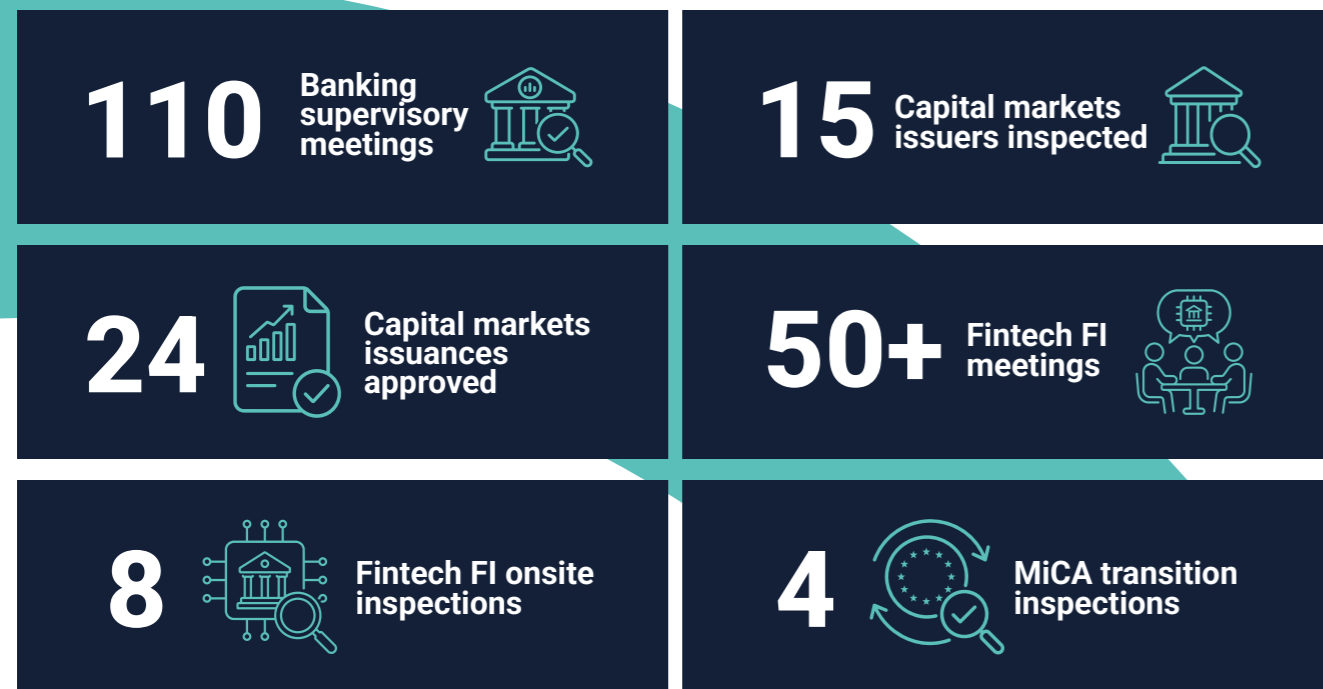 110
Banking
supervisory
meetings
15
Capital markets
issuers inspected
24
Capital markets
issuances
approved
50+
Fintech FI
meetings
8
Fintech FI onsite
inspections
4
MiCA transition
inspections